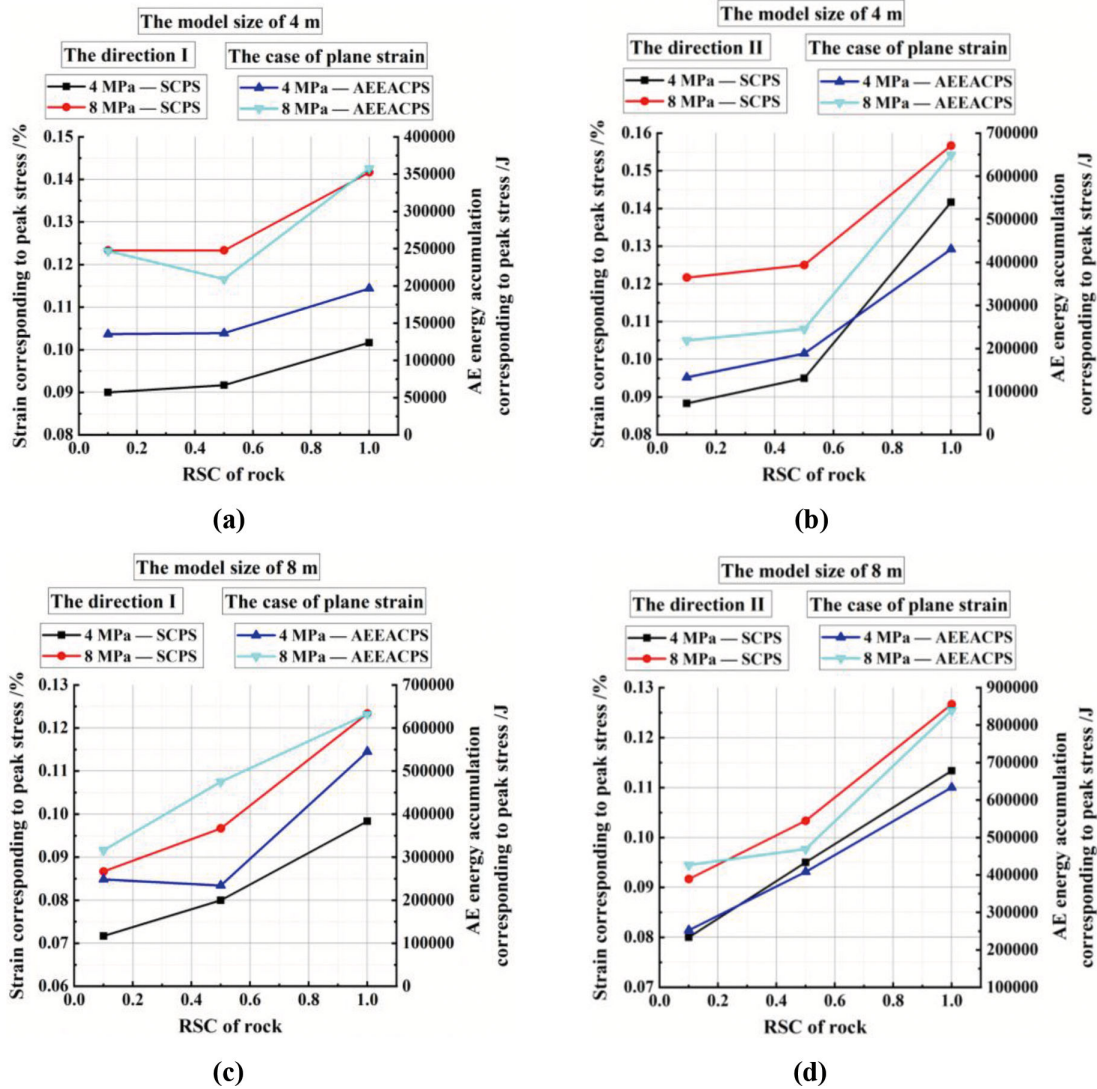 The model size of 4 m
The direction I The case of plane strain
4 MPa — SCPS 4 MPa — AEEACPS
8 MPa — SCPS 8 MPa — AEEACPS
Strain corresponding to peak stress /%
0.15
0.14
0.13
0.12
0.11
0.10
0.09
0.08
400000
350000
300000
250000
200000
150000
100000
50000
0
AE energy accumulation
corresponding to peak stress /J
0.0 0.2 0.4 0.6 0.8 1.0
RSC of rock
(a)
The model size of 4 m
The direction II The case of plane strain
4 MPa — SCPS 4 MPa — AEEACPS
8 MPa — SCPS 8 MPa — AEEACPS
Strain corresponding to peak stress /%
0.16
0.15
0.14
0.13
0.12
0.11
0.10
0.09
0.08
700000
600000
500000
400000
300000
200000
100000
0
AE energy accumulation
corresponding to peak stress /J
0.0 0.2 0.4 0.6 0.8 1.0
RSC of rock
(b)
The model size of 8 m
The direction I The case of plane strain
4 MPa — SCPS 4 MPa — AEEACPS
8 MPa — SCPS 8 MPa — AEEACPS
Strain corresponding to peak stress /%
0.13
0.12
0.11
0.10
0.09
0.08
0.07
0.06
700000
600000
500000
400000
300000
200000
100000
0
AE energy accumulation
corresponding to peak stress /J
0.0 0.2 0.4 0.6 0.8 1.0
RSC of rock
(c)
The model size of 8 m
The direction II The case of plane strain
4 MPa — SCPS 4 MPa — AEEACPS
8 MPa — SCPS 8 MPa — AEEACPS
Strain corresponding to peak stress /%
0.13
0.12
0.11
0.10
0.09
0.08
0.07
900000
800000
700000
600000
500000
400000
300000
200000
100000
AE energy accumulation
corresponding to peak stress /J
0.0 0.2 0.4 0.6 0.8 1.0
RSC of rock
(d)